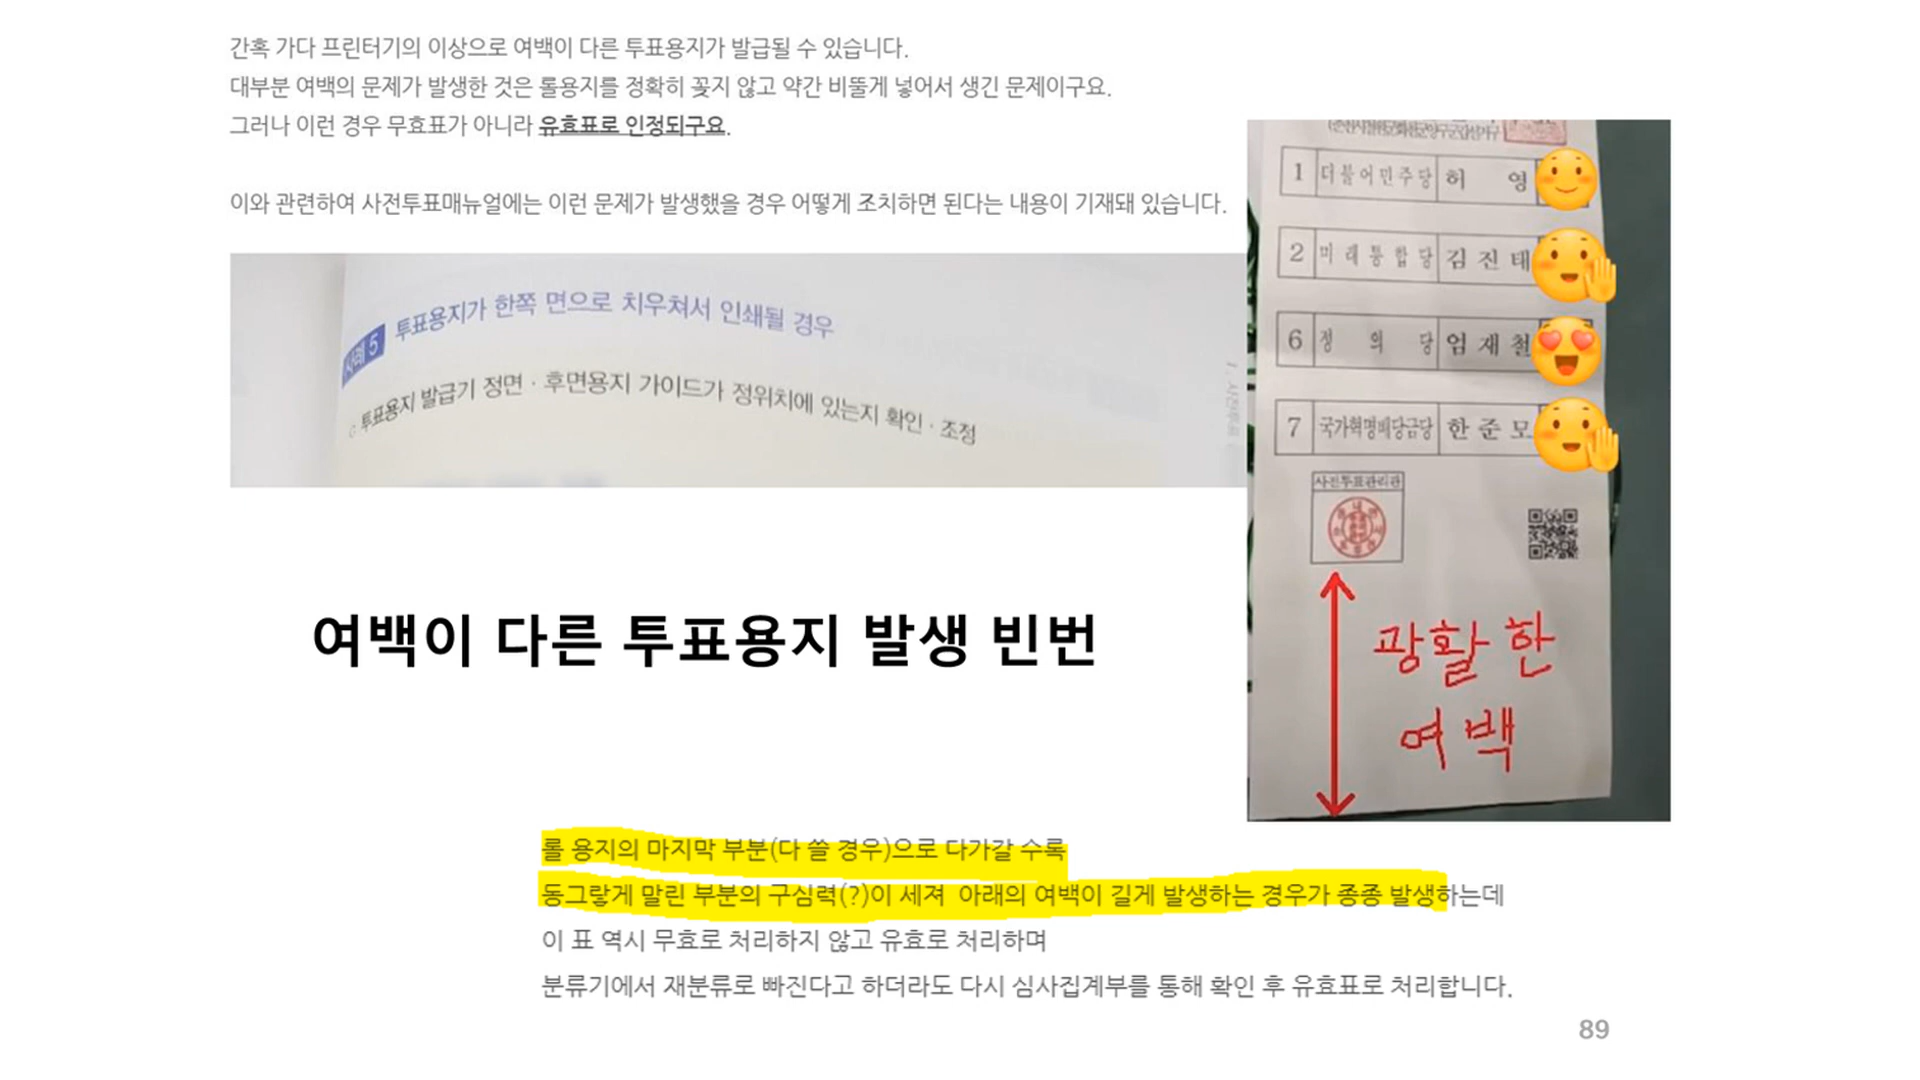 간혹 가다 프린터기의 이상으로 여백이 다른 투표용지가 발급될 수 있습니다.
대부분 여백의 문제가 발생한 것은 롤용지를 정확히 꽂지 않고 약간 비뚤게 넣어서 생긴 문제이구요.
그러나 이런 경우 무효표가 아니라 유효표로 인정되구요.
이와 관련하여 사전투표매뉴얼에는 이런 문제가 발생했을 경우 어떻게 조치하면 된다는 내용이 기재돼 있습니다.
사례 5 투표용지가 한쪽 면으로 치우쳐서 인쇄될 경우
투표용지 발급기 정면·후면용지 가이드가 정위치에 있는지 확인·조정
1 더불어민주당 허 영
2 미래통합당 김진태
6 정의당 엄재철
7 국가혁명배당금당 한준모
사전투표관리관
광활한
여백
여백이 다른 투표용지 발생 빈번
롤 용지의 마지막 부분(다 쓸 경우)으로 다가갈 수록
동그랗게 말린 부분의 구심력(?)이 세져 아래의 여백이 길게 발생하는 경우가 종종 발생하는데
이 표 역시 무효로 처리하지 않고 유효로 처리하며
분류기에서 재분류로 빠진다고 하더라도 다시 심사집계부를 통해 확인 후 유효표로 처리합니다.
89